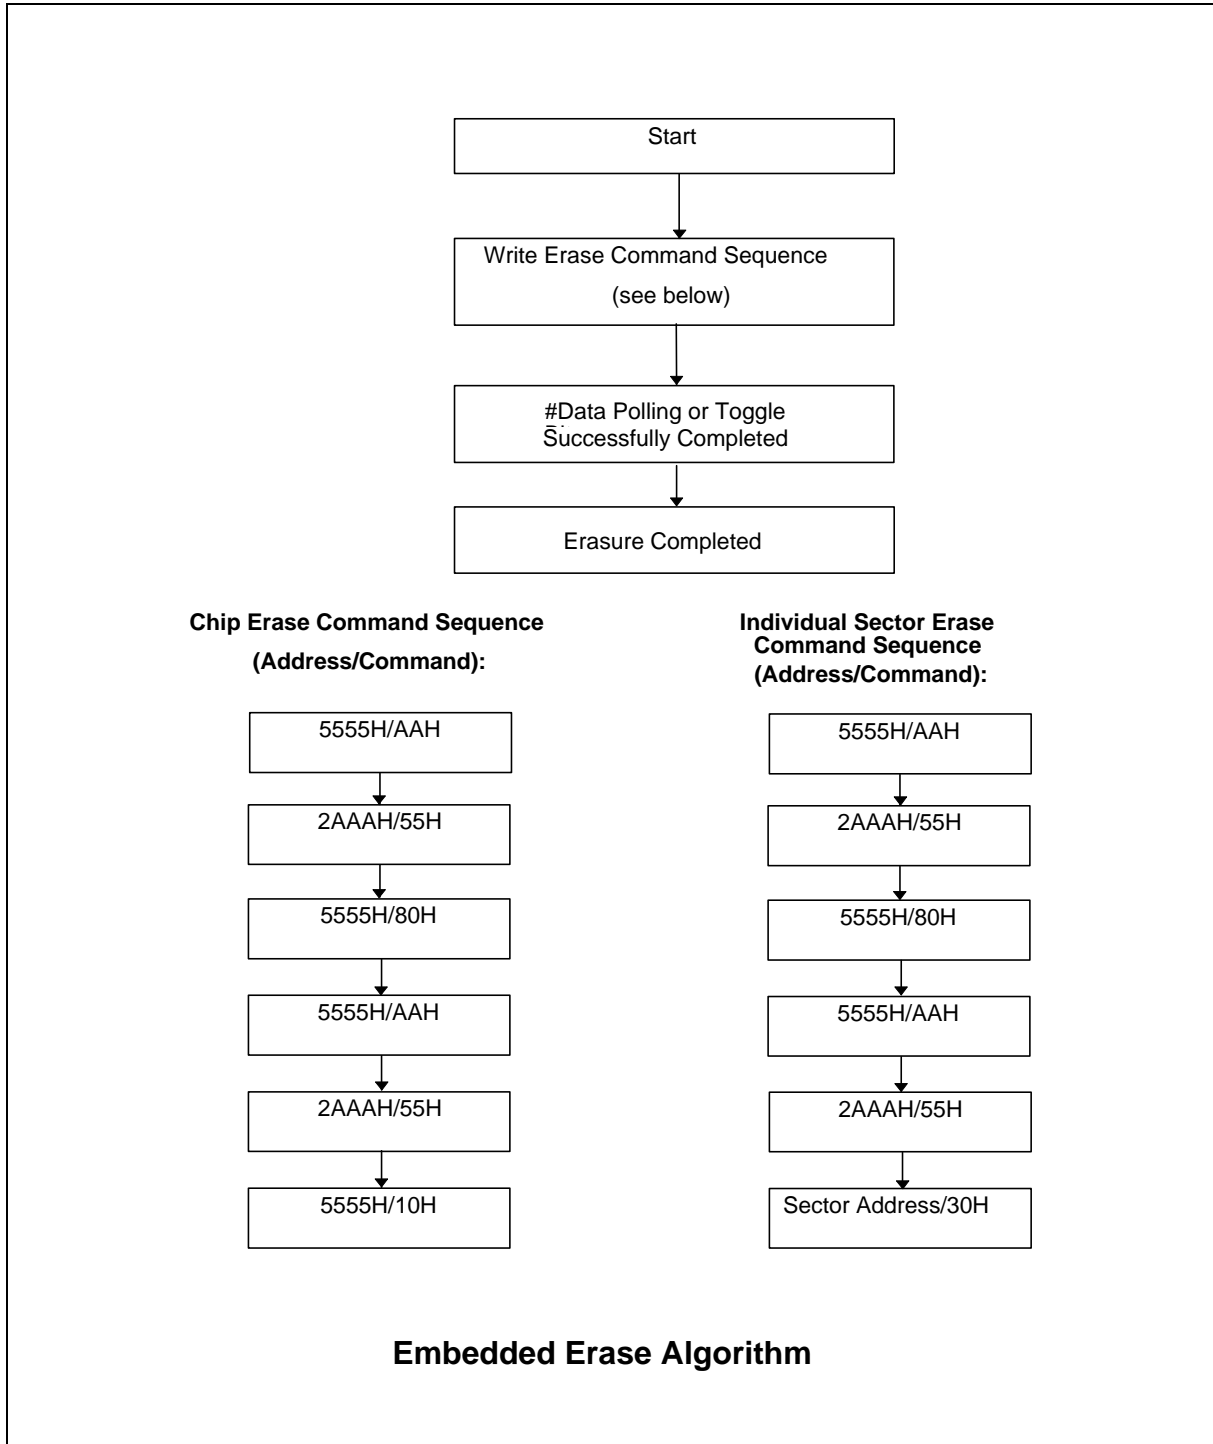 Start
Write Erase Command Sequence
(see below)
#Data Polling or Toggle
Successfully Completed
Erasure Completed
Chip Erase Command Sequence
(Address/Command):
5555H/AAH
2AAAH/55H
5555H/80H
5555H/AAH
2AAAH/55H
5555H/10H
Individual Sector Erase
Command Sequence
(Address/Command):
5555H/AAH
2AAAH/55H
5555H/80H
5555H/AAH
2AAAH/55H
Sector Address/30H
Embedded Erase Algorithm